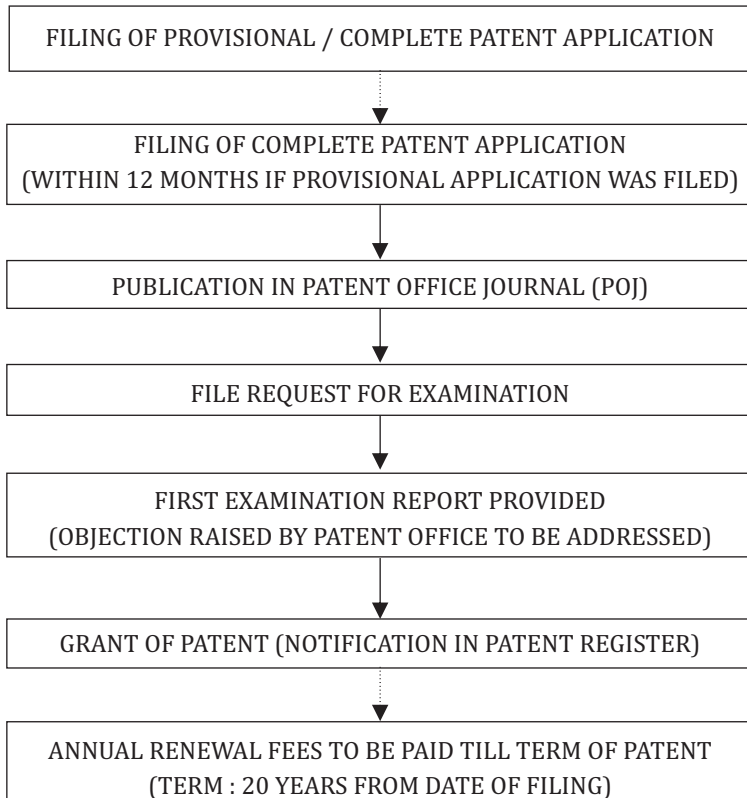 FILING OF PROVISIONAL / COMPLETE PATENT APPLICATION
FILING OF COMPLETE PATENT APPLICATION
(WITHIN 12 MONTHS IF PROVISIONAL APPLICATION WAS FILED)
PUBLICATION IN PATENT OFFICE JOURNAL (POJ)
FILE REQUEST FOR EXAMINATION
FIRST EXAMINATION REPORT PROVIDED
(OBJECTION RAISED BY PATENT OFFICE TO BE ADDRESSED)
GRANT OF PATENT (NOTIFICATION IN PATENT REGISTER)
ANNUAL RENEWAL FEES TO BE PAID TILL TERM OF PATENT
(TERM : 20 YEARS FROM DATE OF FILING)